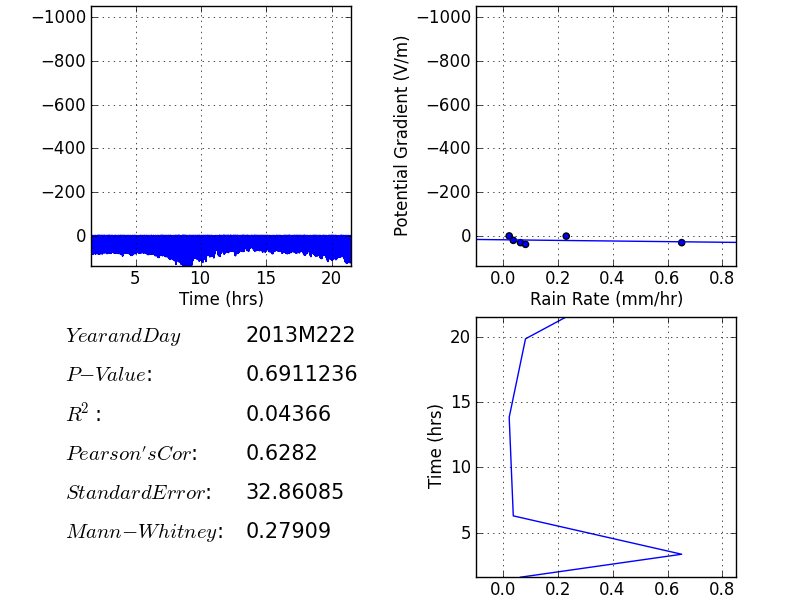 −1000
−800
−600
−400
−200
0
5 10 15 20
Time (hrs)
Potential Gradient (V/m)
−1000
−800
−600
−400
−200
0
0.0 0.2 0.4 0.6 0.8
Rain Rate (mm/hr)
YearandDay 2013M222
P−Value: 0.6911236
R²: 0.04366
Pearson'sCor: 0.6282
StandardError: 32.86085
Mann−Whitney: 0.27909
Time (hrs)
20
15
10
5
0.0 0.2 0.4 0.6 0.8